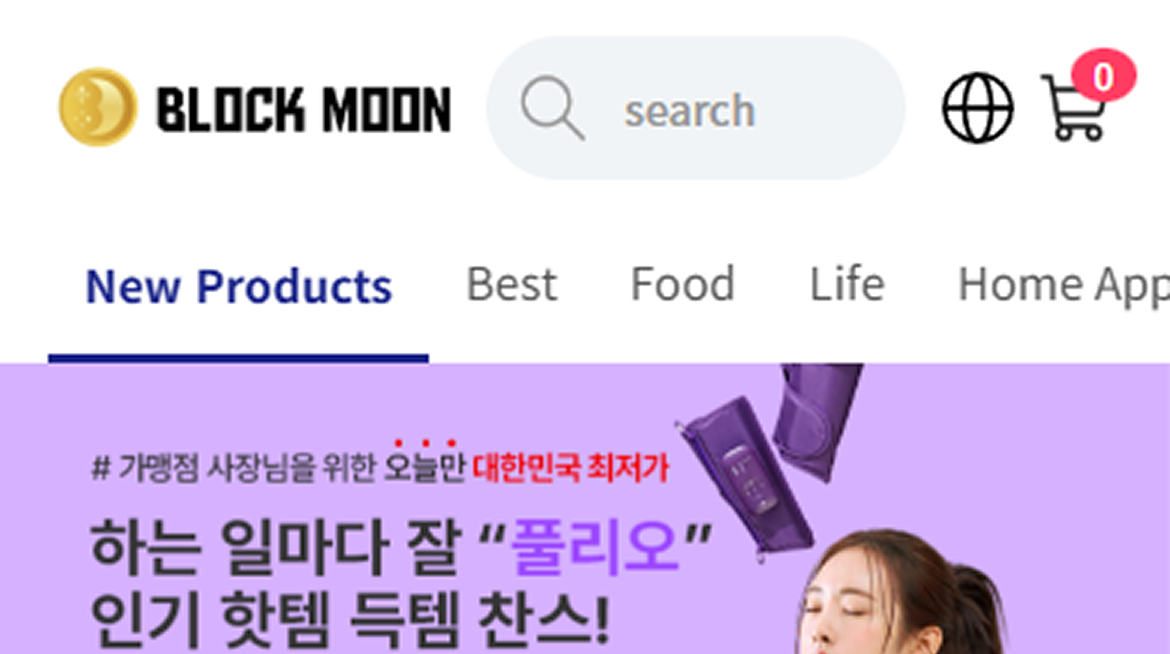 BLOCK MOON
search
0
New Products Best Food Life Home App
# 가맹점 사장님을 위한 오늘만 대한민국 최저가
하는 일마다 잘 “풀리오”
인기 핫템 득템 찬스!